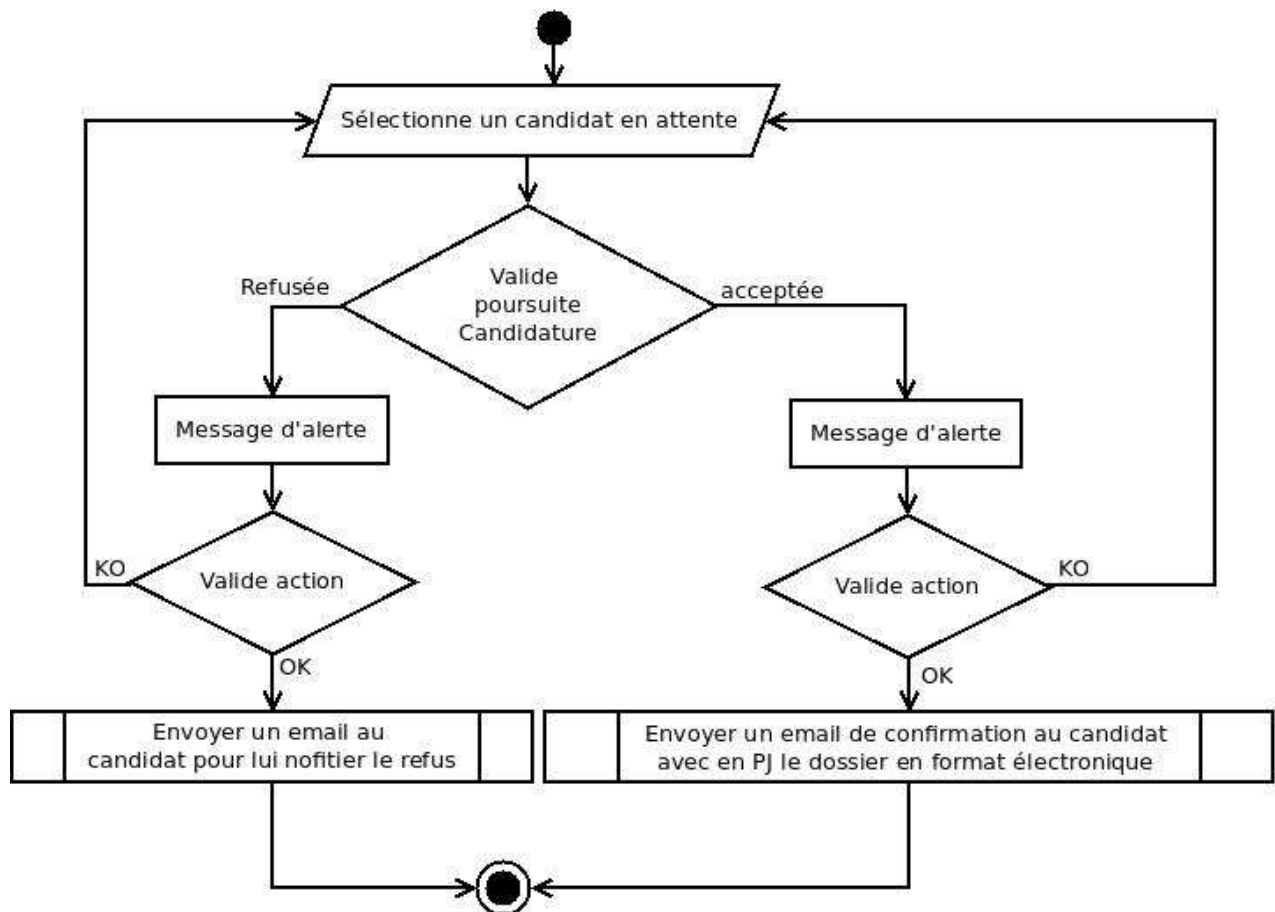 Sélectionne un candidat en attente
Valide
poursuite
Candidature
Refusée
acceptée
Message d'alerte
Message d'alerte
Valide action
KO
OK
Valide action
KO
OK
Envoyer un email au
candidat pour lui nofitier le refus
Envoyer un email de confirmation au candidat
avec en PJ le dossier en format électronique